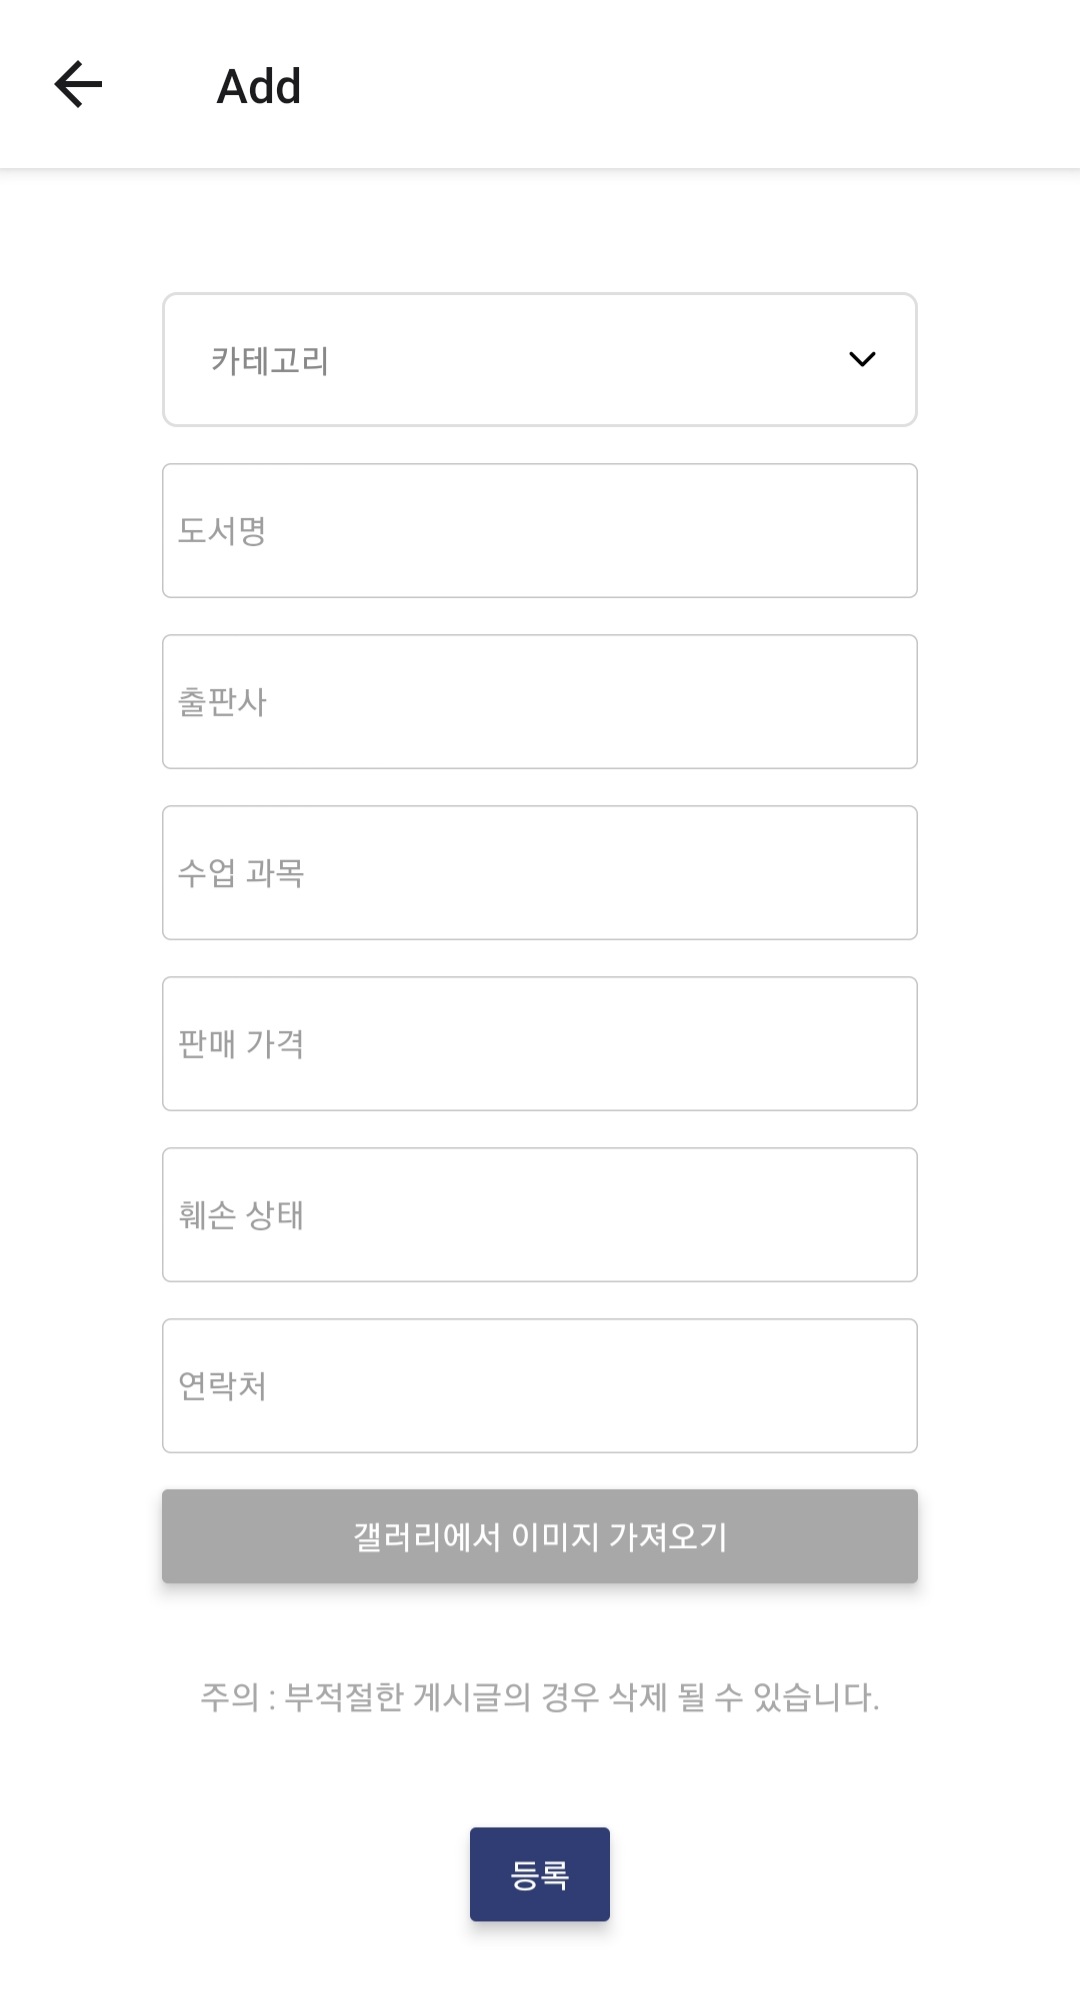 Add
카테고리
도서명
출판사
수업 과목
판매 가격
훼손 상태
연락처
갤러리에서 이미지 가져오기
주의 : 부적절한 게시글의 경우 삭제 될 수 있습니다.
등록